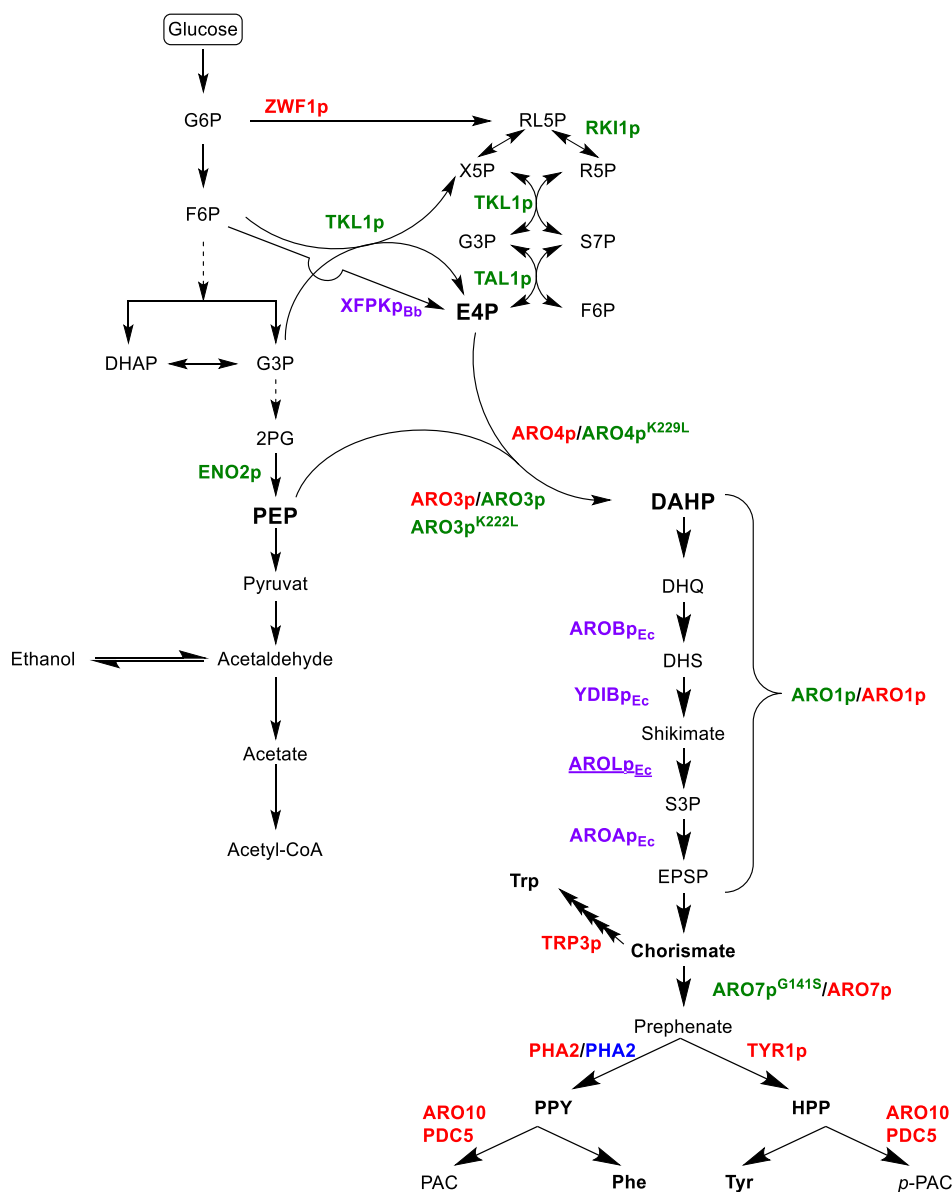 Glucose
ZWF1p
G6P
RL5P
RKI1p
X5P
R5P
TKL1p
F6P
TKL1p
G3P
S7P
TAL1p
XFPKpBb
E4P
F6P
DHAP
G3P
2PG
ARO4p/ARO4pK229L
ENO2p
ARO3p/ARO3p
ARO3pK222L
PEP
DAHP
Pyruvat
DHQ
AROBpEc
Ethanol
Acetaldehyde
DHS
YDIBpEc
ARO1p/ARO1p
Shikimate
Acetate
AROLpEc
S3P
AROApEc
Acetyl-CoA
EPSP
Trp
TRP3p
Chorismate
ARO7pG141S/ARO7p
Prephenate
PHA2/PHA2
TYR1p
PPY
HPP
ARO10
PDC5
ARO10
PDC5
PAC
Phe
Tyr
p-PAC